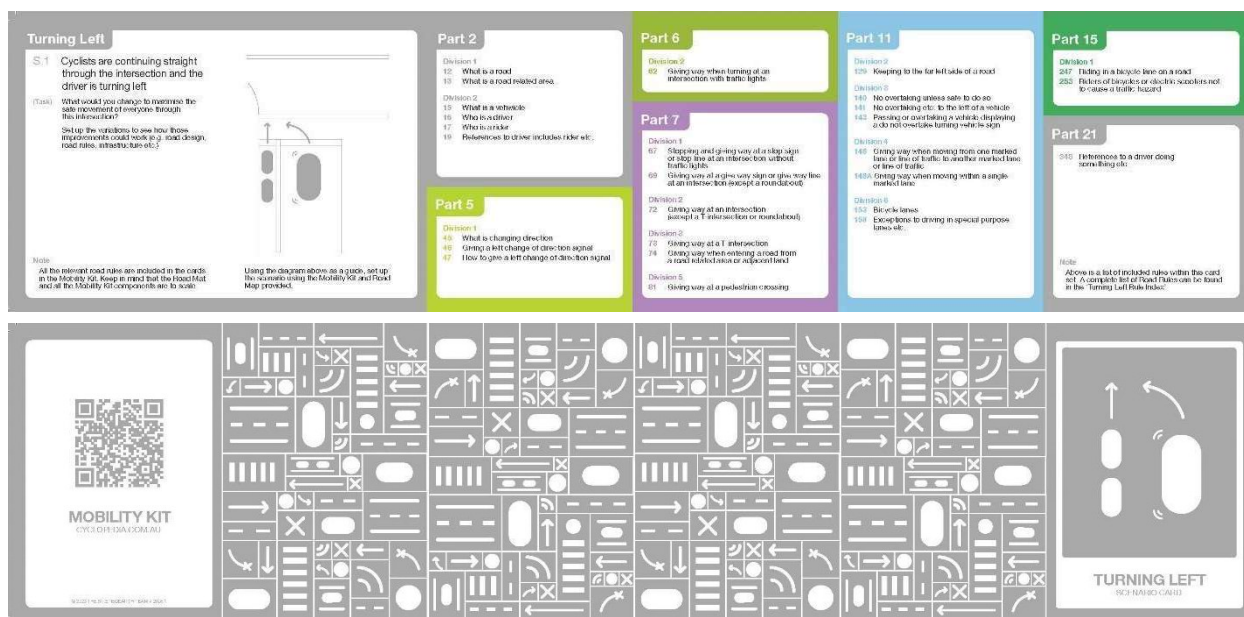 Turning Left
S.1 Cyclists are continuing straight
through the intersection and the
driver is turning left
(Task) What would you change to maximise the
safe movement of everyone through
this intersection?
Set up the variations to see how those
improvements could work (e.g. road design,
road rules, infrastructure etc.)
Note
All the relevant road rules are included in the cards
in the Mobility Kit. Keep in mind that the Road Mat
and all the Mobility Kit components are to scale
Using the diagram above as a guide, set up
the scenario using the Mobility Kit and Road
Map provided.
Part 2
Division 1
12 What is a road
13 What is a road related area
Division 2
15 What is a vehicle
16 Who is a driver
17 Who is a rider
19 References to driver includes rider etc.
Part 5
Division 1
45 What is changing direction
46 Giving a left change of direction signal
47 How to give a left change of direction signal
Part 6
Division 2
62 Giving way when turning at an
intersection with traffic lights
Part 7
Division 1
67 Stopping and giving way at a stop sign
or stop line at an intersection without
traffic lights
69 Giving way at a give way sign or give way line
at an intersection (except a roundabout)
Division 2
72 Giving way at an intersection
(except a T intersection or roundabout)
Division 3
73 Giving way at a T intersection
74 Giving way when entering a road from
a road related area or adjacent land
Division 5
81 Giving way at a pedestrian crossing
Part 11
Division 2
129 Keeping to the far left side of a road
Division 3
140 No overtaking unless safe to do so
141 No overtaking etc. to the left of a vehicle
143 Passing or overtaking a vehicle displaying
a do not overtake turning vehicle sign
Division 4
148 Giving way when moving from one marked
lane or line of traffic to another marked lane
or line of traffic
148A Giving way when moving within a single
marked lane
Division 6
153 Bicycle lanes
158 Exceptions to driving in special purpose
lanes etc.
Part 15
Division 1
247 Riding in a bicycle lane on a road
253 Riders of bicycles or electric scooters not
to cause a traffic hazard
Part 21
345 References to a driver doing
something etc
Note
Above is a list of included rules within this card
set. A complete list of Road Rules can be found
in the 'Turning Left Rule Index'
MOBILITY KIT
CYCLOPEDIA.COM.AU
TURNING LEFT
SCENARIO CARD